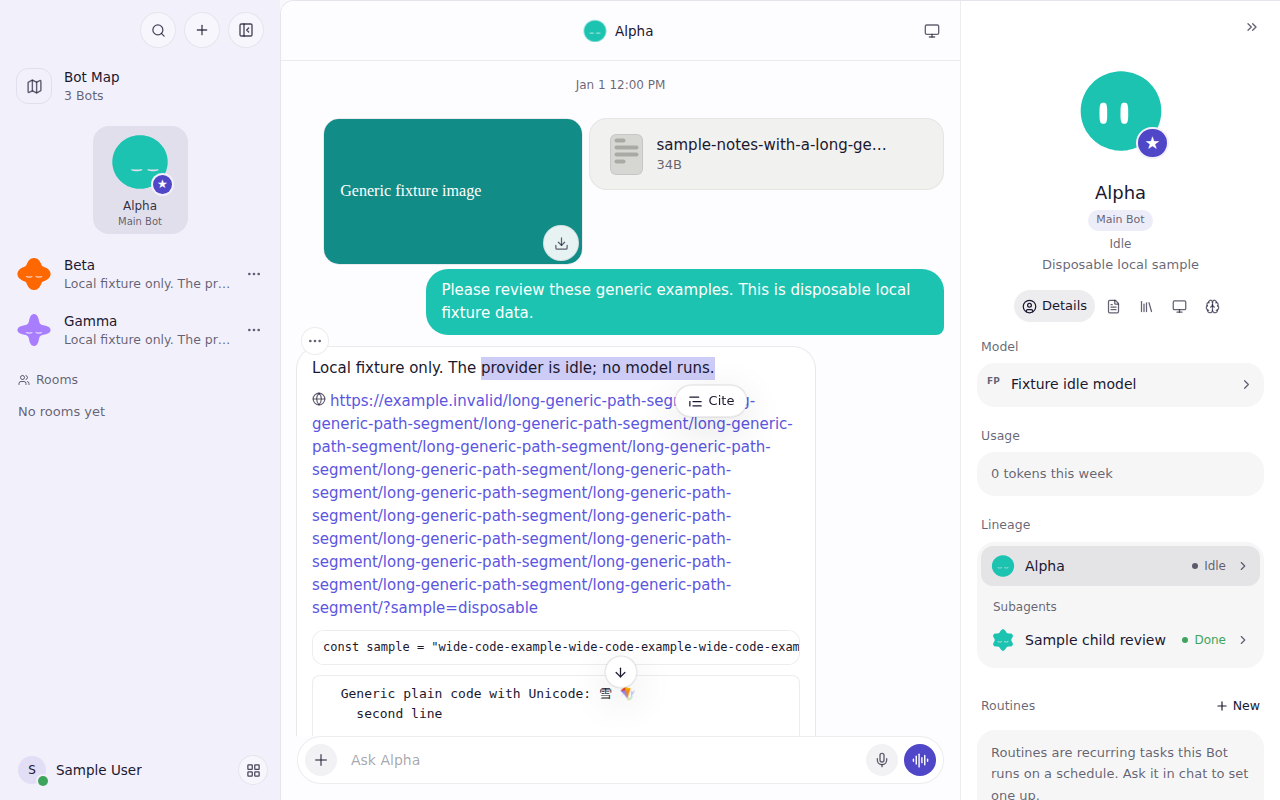 Bot Map
3 Bots
Alpha
Main Bot
Beta
Local fixture only. The pr...
Gamma
Local fixture only. The pr...
Rooms
No rooms yet
S
Sample User
Alpha
Jan 1 12:00 PM
Generic fixture image
sample-notes-with-a-long-ge...
34B
Please review these generic examples. This is disposable local
fixture data.
Local fixture only. The provider is idle; no model runs.
Cite
https://example.invalid/long-generic-path-segm
g-
generic-path-segment/long-generic-path-segment/long-generic-
path-segment/long-generic-path-segment/long-generic-path-
segment/long-generic-path-segment/long-generic-path-
segment/long-generic-path-segment/long-generic-path-
segment/long-generic-path-segment/long-generic-path-
segment/long-generic-path-segment/long-generic-path-
segment/long-generic-path-segment/long-generic-path-
segment/long-generic-path-segment/long-generic-path-
segment/?sample=disposable
const sample = "wide-code-example-wide-code-example-wide-code-exam
Generic plain code with Unicode: 雪 🪁
second line
Ask Alpha
Alpha
Main Bot
Idle
Disposable local sample
Details
Model
FP Fixture idle model
Usage
0 tokens this week
Lineage
Alpha
Idle
Subagents
Sample child review
Done
Routines
New
Routines are recurring tasks this Bot
runs on a schedule. Ask it in chat to set
one up.